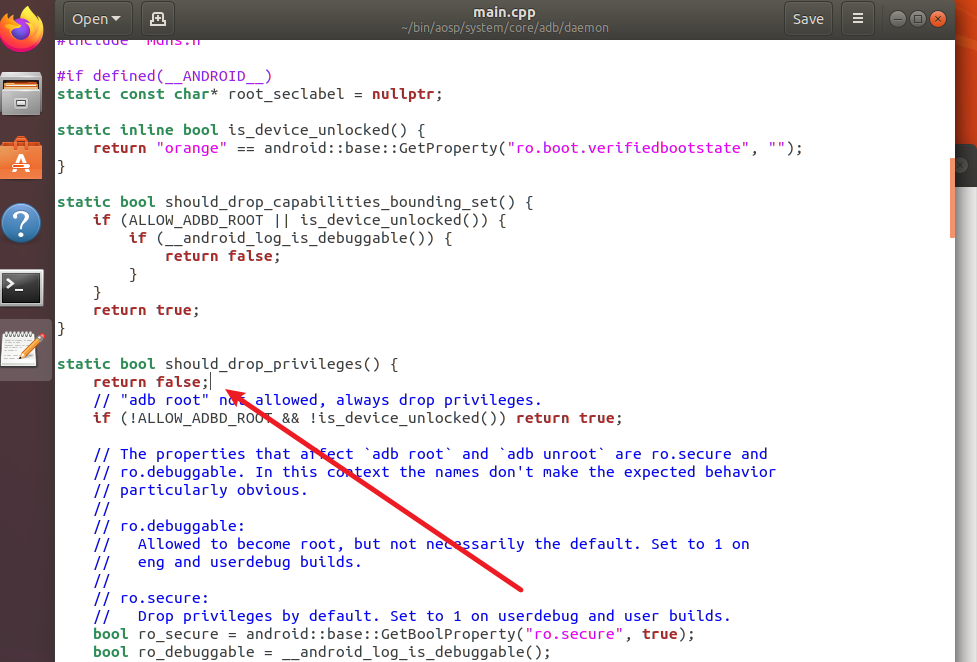 Open
main.cpp
~/bin/aosp/system/core/adb/daemon
Save
#include "Mdns.h"
#if defined(__ANDROID__)
static const char* root_seclabel = nullptr;
static inline bool is_device_unlocked() {
    return "orange" == android::base::GetProperty("ro.boot.verifiedbootstate", "");
}
static bool should_drop_capabilities_bounding_set() {
    if (ALLOW_ADBD_ROOT || is_device_unlocked()) {
        if (__android_log_is_debuggable()) {
            return false;
        }
    }
    return true;
}
static bool should_drop_privileges() {
    return false;
    // "adb root" not allowed, always drop privileges.
    if (!ALLOW_ADBD_ROOT && !is_device_unlocked()) return true;
    // The properties that affect `adb root` and `adb unroot` are ro.secure and
    // ro.debuggable. In this context the names don't make the expected behavior
    // particularly obvious.
    //
    // ro.debuggable:
    //   Allowed to become root, but not necessarily the default. Set to 1 on
    //   eng and userdebug builds.
    //
    // ro.secure:
    //   Drop privileges by default. Set to 1 on userdebug and user builds.
    bool ro_secure = android::base::GetBoolProperty("ro.secure", true);
    bool ro_debuggable = __android_log_is_debuggable();